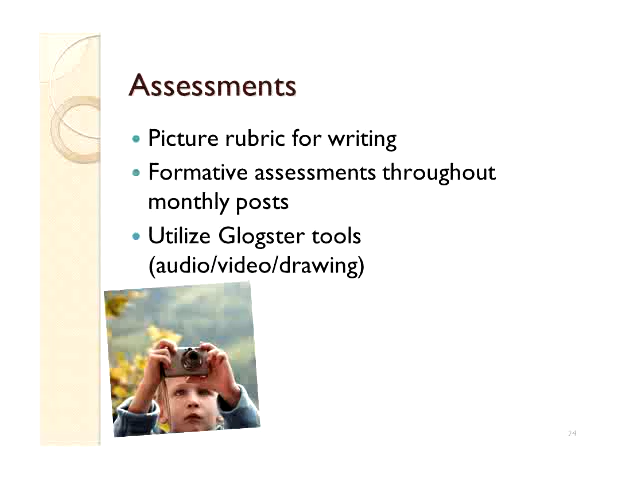 Assessments
Picture rubric for writing
Formative assessments throughout
monthly posts
Utilize Glogster tools
(audio/video/drawing)
24